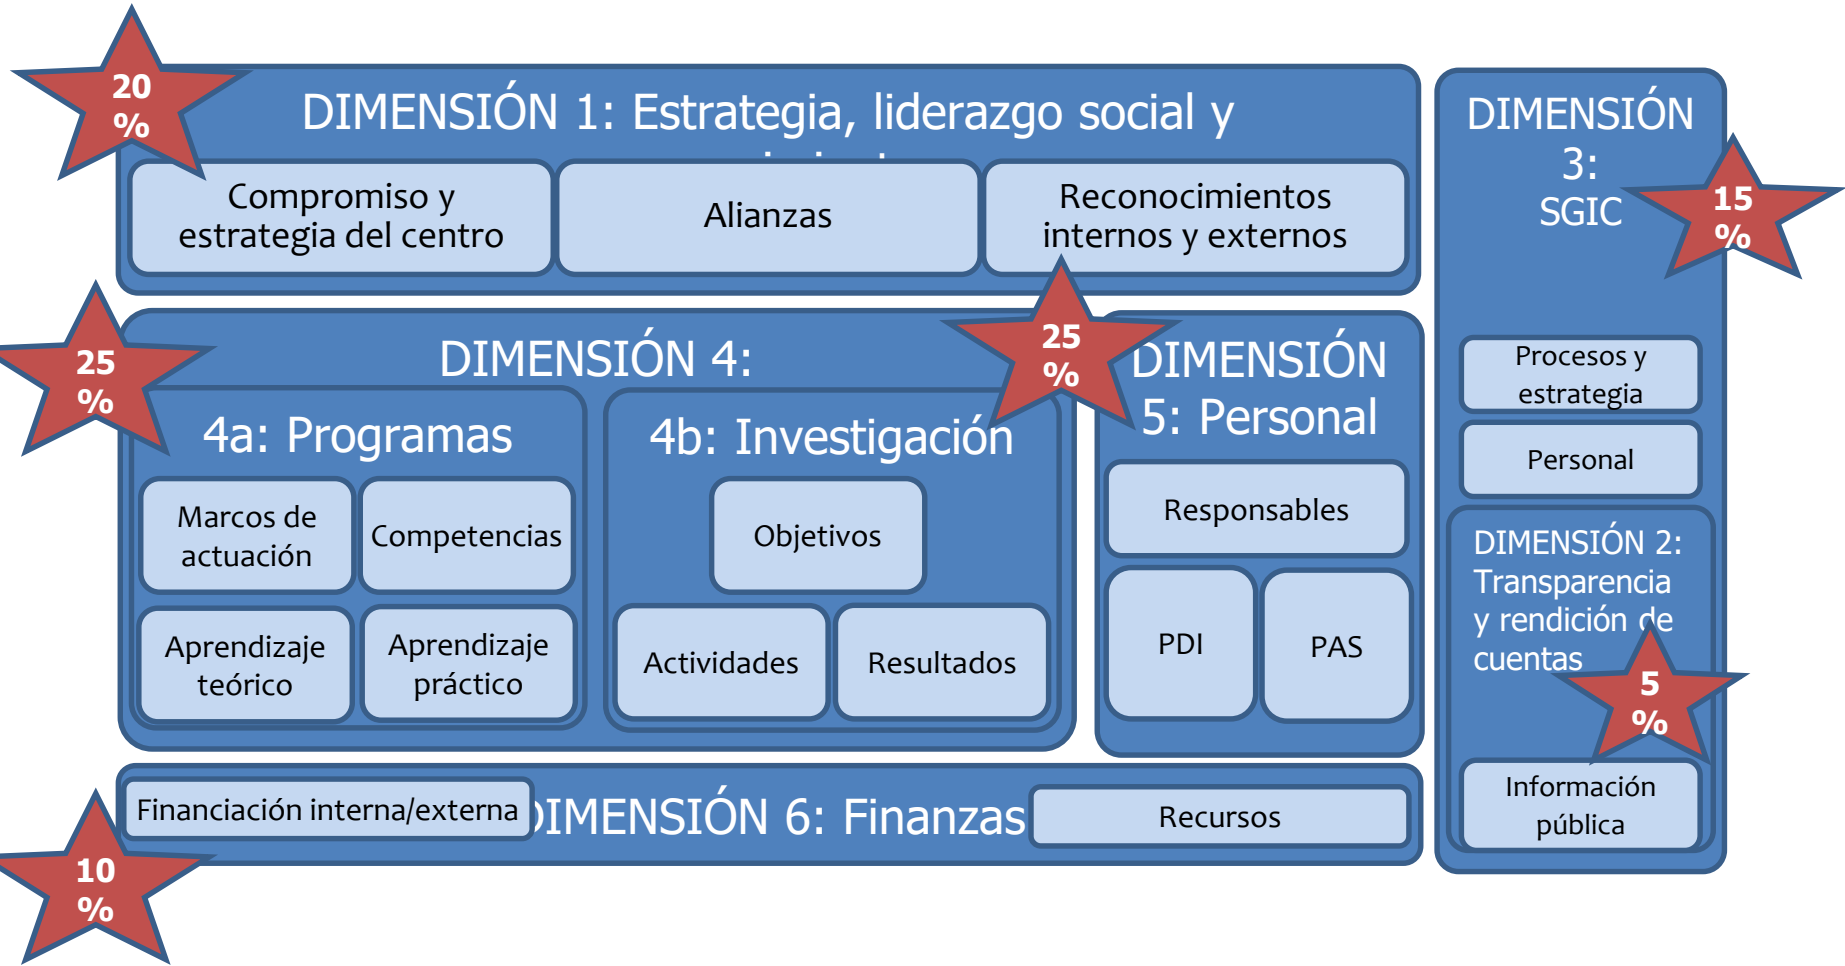 20
%
DIMENSIÓN 1: Estrategia, liderazgo social y
Compromiso y
estrategia del centro
Alianzas
Reconocimientos
internos y externos
DIMENSIÓN
3:
SGIC
15
%
25
%
DIMENSIÓN 4:
25
%
DIMENSIÓN
5: Personal
4a: Programas
4b: Investigación
Marcos de
actuación
Competencias
Aprendizaje
teórico
Aprendizaje
práctico
Objetivos
Actividades
Resultados
Responsables
PDI
PAS
Procesos y
estrategia
Personal
DIMENSIÓN 2:
Transparencia
y rendición de
cuentas
5
%
Información
pública
Financiación interna/externa
DIMENSIÓN 6: Finanzas
Recursos
10
%